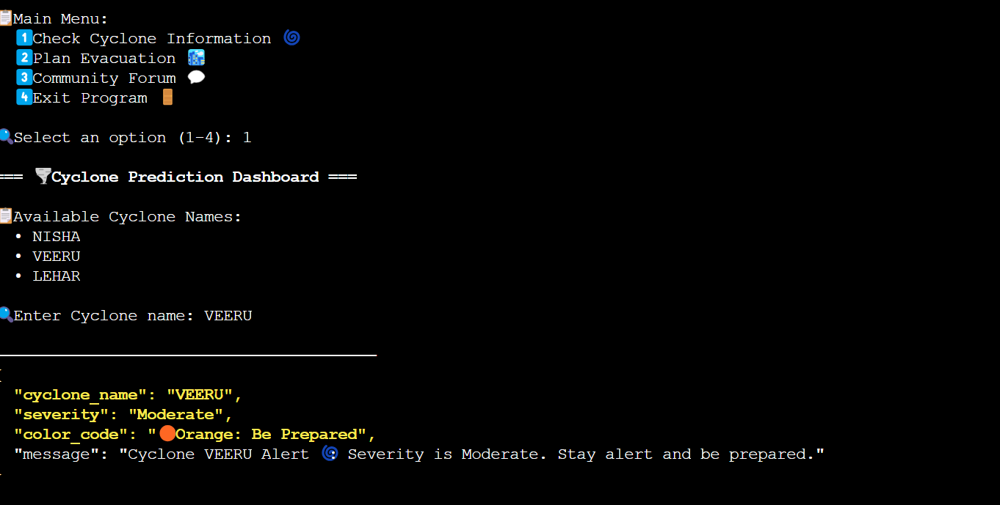 📋Main Menu:
1️⃣Check Cyclone Information 🌀
2️⃣Plan Evacuation 🏙️
3️⃣Community Forum 💬
4️⃣Exit Program 🚪
🔍Select an option (1-4): 1
=== 🌪️Cyclone Prediction Dashboard ===
📋Available Cyclone Names:
• NISHA
• VEERU
• LEHAR
🔍Enter Cyclone name: VEERU
{
"cyclone_name": "VEERU",
"severity": "Moderate",
"color_code": "🟠Orange: Be Prepared",
"message": "Cyclone VEERU Alert 🌀: Severity is Moderate. Stay alert and be prepared."
}